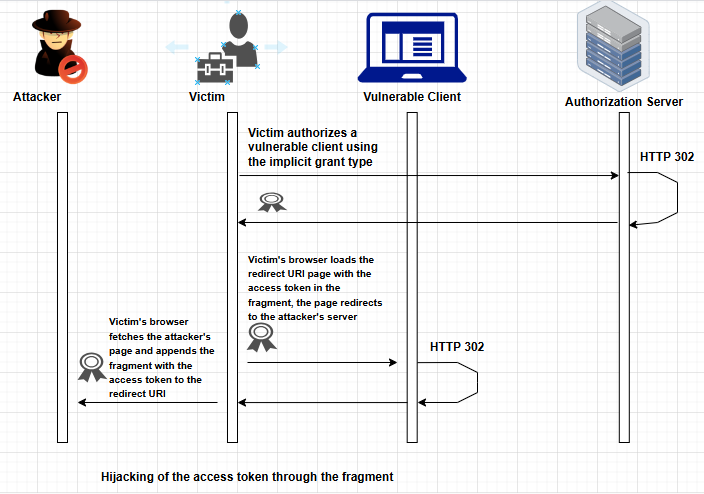 Attacker
Victim
Vulnerable Client
Authorization Server
Victim authorizes a
vulnerable client using
the implicit grant type
HTTP 302
Victim's browser loads the
redirect URI page with the
access token in the
fragment, the page redirects
to the attacker's server
Victim's browser
fetches the attacker's
page and appends the
fragment with the
access token to the
redirect URI
HTTP 302
Hijacking of the access token through the fragment